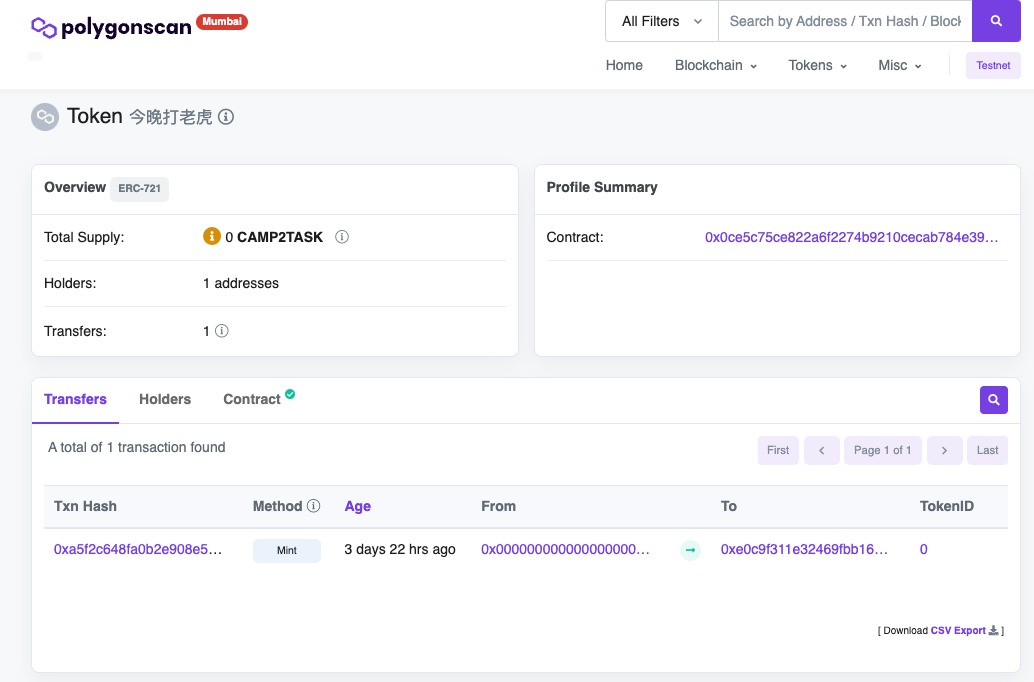 polygonscan Mumbai
All Filters Search by Address / Txn Hash / Block
Home Blockchain Tokens Misc Testnet
Token 今晚打老虎
Overview ERC-721
Total Supply: 0 CAMP2TASK
Holders: 1 addresses
Transfers: 1
Profile Summary
Contract: 0x0ce5c75ce822a6f2274b9210cecab784e39...
Transfers Holders Contract
A total of 1 transaction found
First Page 1 of 1 Last
Txn Hash Method Age From To TokenID
0xa5f2c648fa0b2e908e5... Mint 3 days 22 hrs ago 0x000000000000000000... 0xe0c9f311e32469fbb16... 0
[ Download CSV Export ]